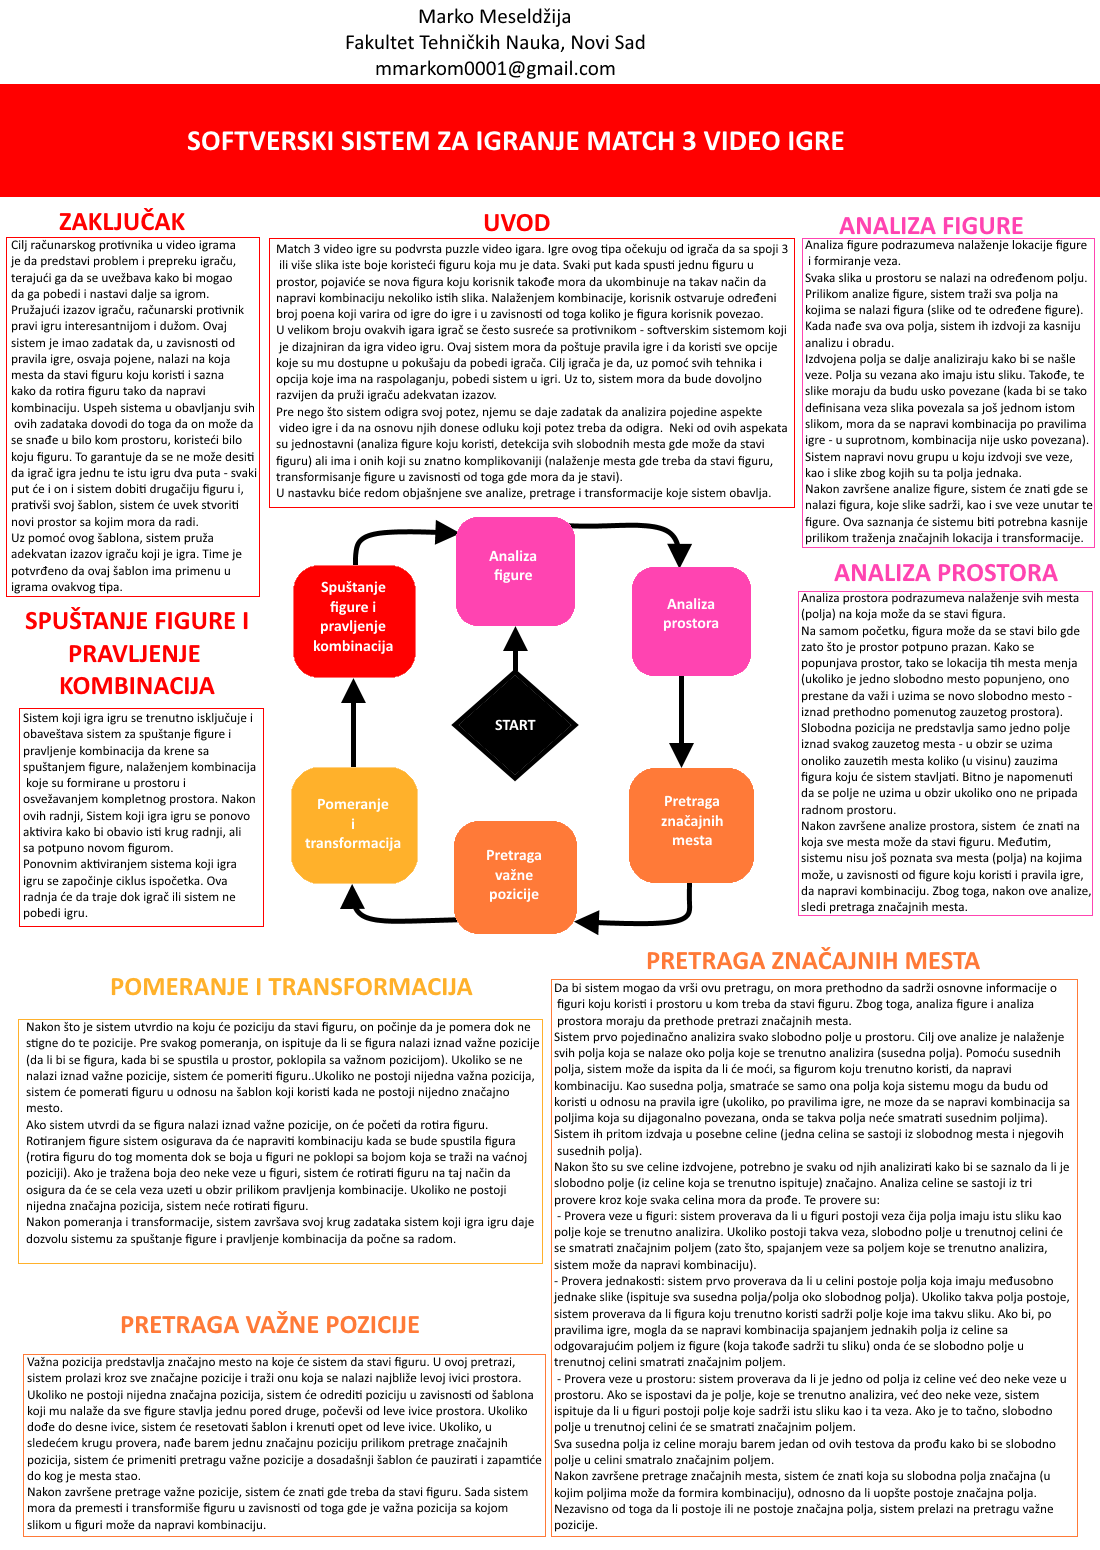 Marko Meseldžija
Fakultet Tehničkih Nauka, Novi Sad
mmarkom0001@gmail.com
SOFTVERSKI SISTEM ZA IGRANJE MATCH 3 VIDEO IGRE
ZAKLJUČAK
Cilj računarskog protivnika u video igrama
je da predstavi problem i prepreku igraču,
terajući ga da se uvežbava kako bi mogao
da ga pobedi i nastavi dalje sa igrom.
Pružajući izazov igraču, računarski protivnik
pravi igru interesantnijom i dužom. Ovaj
sistem je imao zadatak da, u zavisnosti od
pravila igre, osvaja pojene, nalazi na koja
mesta da stavi figuru koju koristi i sazna
kako da rotira figuru tako da napravi
kombinaciju. Uspeh sistema u obavljanju svih
ovih zadataka dovodi do toga da on može da
se snađe u bilo kom prostoru, koristeći bilo
koju figuru. To garantuje da se ne može desiti
da igrač igra jednu te istu igru dva puta - svaki
put će i on i sistem dobiti drugačiju figuru i,
prativši svoj šablon, sistem će uvek stvoriti
novi prostor sa kojim mora da radi.
Uz pomoć ovog šablona, sistem pruža
adekvatan izazov igraču koji je igra. Time je
potvrđeno da ovaj šablon ima primenu u
igrama ovakvog tipa.
UVOD
Match 3 video igre su podvrsta puzzle video igara. Igre ovog tipa očekuju od igrača da sa spoji 3
ili više slika iste boje koristeći figuru koja mu je data. Svaki put kada spusti jednu figuru u
prostor, pojaviće se nova figura koju korisnik takođe mora da ukombinuje na takav način da
napravi kombinaciju nekoliko istih slika. Nalaženjem kombinacije, korisnik ostvaruje određeni
broj poena koji varira od igre do igre i u zavisnosti od toga koliko je figura korisnik povezao.
U velikom broju ovakvih igara igrač se često susreće sa protivnikom - softverskim sistemom koji
je dizajniran da igra video igru. Ovaj sistem mora da poštuje pravila igre i da koristi sve opcije
koje su mu dostupne u pokušaju da pobedi igrača. Cilj igrača je da, uz pomoć svih tehnika i
opcija koje ima na raspolaganju, pobedi sistem u igri. Uz to, sistem mora da bude dovoljno
razvijen da pruži igraču adekvatan izazov.
Pre nego što sistem odigra svoj potez, njemu se daje zadatak da analizira pojedine aspekte
video igre i da na osnovu njih donese odluku koji potez treba da odigra.  Neki od ovih aspekata
su jednostavni (analiza figure koju koristi, detekcija svih slobodnih mesta gde može da stavi
figuru) ali ima i onih koji su znatno komplikovaniji (nalaženje mesta gde treba da stavi figuru,
transformisanje figure u zavisnosti od toga gde mora da je stavi).
U nastavku biće redom objašnjene sve analize, pretrage i transformacije koje sistem obavlja.
ANALIZA FIGURE
Analiza figure podrazumeva nalaženje lokacije figure
i formiranje veza.
Svaka slika u prostoru se nalazi na određenom polju.
Prilikom analize figure, sistem traži sva polja na
kojima se nalazi figura (slike od te određene figure).
Kada nađe sva ova polja, sistem ih izdvoji za kasniju
analizu i obradu.
Izdvojena polja se dalje analiziraju kako bi se našle
veze. Polja su vezana ako imaju istu sliku. Takođe, te
slike moraju da budu usko povezane (kada bi se tako
definisana veza slika povezala sa još jednom istom
slikom, mora da se napravi kombinacija po pravilima
igre - u suprotnom, kombinacija nije usko povezana).
Sistem napravi novu grupu u koju izdvoji sve veze,
kao i slike zbog kojih su ta polja jednaka.
Nakon završene analize figure, sistem će znati gde se
nalazi figura, koje slike sadrži, kao i sve veze unutar te
figure. Ova saznanja će sistemu biti potrebna kasnije
prilikom traženja značajnih lokacija i transformacije.
Analiza
figure
Analiza
prostora
Pretraga
značajnih
mesta
Pretraga
važne
pozicije
Pomeranje
i
transformacija
Spuštanje
figure i
pravljenje
kombinacija
START
ANALIZA PROSTORA
Analiza prostora podrazumeva nalaženje svih mesta
(polja) na koja može da se stavi figura.
Na samom početku, figura može da se stavi bilo gde
zato što je prostor potpuno prazan. Kako se
popunjava prostor, tako se lokacija tih mesta menja
(ukoliko je jedno slobodno mesto popunjeno, ono
prestane da važi i uzima se novo slobodno mesto -
iznad prethodno pomenutog zauzetog prostora).
Slobodna pozicija ne predstavlja samo jedno polje
iznad svakog zauzetog mesta - u obzir se uzima
onoliko zauzetih mesta koliko (u visinu) zauzima
figura koju će sistem stavljati. Bitno je napomenuti
da se polje ne uzima u obzir ukoliko ono ne pripada
radnom prostoru.
Nakon završene analize prostora, sistem  će znati na
koja sve mesta može da stavi figuru. Međutim,
sistemu nisu još poznata sva mesta (polja) na kojima
može, u zavisnosti od figure koju koristi i pravila igre,
da napravi kombinaciju. Zbog toga, nakon ove analize,
sledi pretraga značajnih mesta.
SPUŠTANJE FIGURE I
PRAVLJENJE
KOMBINACIJA
Sistem koji igra igru se trenutno isključuje i
obaveštava sistem za spuštanje figure i
pravljenje kombinacija da krene sa
spuštanjem figure, nalaženjem kombinacija
koje su formirane u prostoru i
osvežavanjem kompletnog prostora. Nakon
ovih radnji, Sistem koji igra igru se ponovo
aktivira kako bi obavio isti krug radnji, ali
sa potpuno novom figurom.
Ponovnim aktiviranjem sistema koji igra
igru se započinje ciklus ispočetka. Ova
radnja će da traje dok igrač ili sistem ne
pobedi igru.
POMERANJE I TRANSFORMACIJA
Nakon što je sistem utvrdio na koju će poziciju da stavi figuru, on počinje da je pomera dok ne
stigne do te pozicije. Pre svakog pomeranja, on ispituje da li se figura nalazi iznad važne pozicije
(da li bi se figura, kada bi se spustila u prostor, poklopila sa važnom pozicijom). Ukoliko se ne
nalazi iznad važne pozicije, sistem će pomeriti figuru..Ukoliko ne postoji nijedna važna pozicija,
sistem će pomerati figuru u odnosu na šablon koji koristi kada ne postoji nijedno značajno
mesto.
Ako sistem utvrdi da se figura nalazi iznad važne pozicije, on će početi da rotira figuru.
Rotiranjem figure sistem osigurava da će napraviti kombinaciju kada se bude spustila figura
(rotira figuru do tog momenta dok se boja u figuri ne poklopi sa bojom koja se traži na vaćnoj
poziciji). Ako je tražena boja deo neke veze u figuri, sistem će rotirati figuru na taj način da
osigura da će se cela veza uzeti u obzir prilikom pravljenja kombinacije. Ukoliko ne postoji
nijedna značajna pozicija, sistem neće rotirati figuru.
Nakon pomeranja i transformacije, sistem završava svoj krug zadataka sistem koji igra igru daje
dozvolu sistemu za spuštanje figure i pravljenje kombinacija da počne sa radom.
PRETRAGA VAŽNE POZICIJE
Važna pozicija predstavlja značajno mesto na koje će sistem da stavi figuru. U ovoj pretrazi,
sistem prolazi kroz sve značajne pozicije i traži onu koja se nalazi najbliže levoj ivici prostora.
Ukoliko ne postoji nijedna značajna pozicija, sistem će odrediti poziciju u zavisnosti od šablona
koji mu nalaže da sve figure stavlja jednu pored druge, počevši od leve ivice prostora. Ukoliko
dođe do desne ivice, sistem će resetovati šablon i krenuti opet od leve ivice. Ukoliko, u
sledećem krugu provera, nađe barem jednu značajnu poziciju prilikom pretrage značajnih
pozicija, sistem će primeniti pretragu važne pozicije a dosadašnji šablon će pauzirati i zapamtiće
do kog je mesta stao.
Nakon završene pretrage važne pozicije, sistem će znati gde treba da stavi figuru. Sada sistem
mora da premesti i transformiše figuru u zavisnosti od toga gde je važna pozicija sa kojom
slikom u figuri može da napravi kombinaciju.
PRETRAGA ZNAČAJNIH MESTA
Da bi sistem mogao da vrši ovu pretragu, on mora prethodno da sadrži osnovne informacije o
figuri koju koristi i prostoru u kom treba da stavi figuru. Zbog toga, analiza figure i analiza
prostora moraju da prethode pretrazi značajnih mesta.
Sistem prvo pojedinačno analizira svako slobodno polje u prostoru. Cilj ove analize je nalaženje
svih polja koja se nalaze oko polja koje se trenutno analizira (susedna polja). Pomoću susednih
polja, sistem može da ispita da li će moći, sa figurom koju trenutno koristi, da napravi
kombinaciju. Kao susedna polja, smatraće se samo ona polja koja sistemu mogu da budu od
koristi u odnosu na pravila igre (ukoliko, po pravilima igre, ne moze da se napravi kombinacija sa
poljima koja su dijagonalno povezana, onda se takva polja neće smatrati susednim poljima).
Sistem ih pritom izdvaja u posebne celine (jedna celina se sastoji iz slobodnog mesta i njegovih
susednih polja).
Nakon što su sve celine izdvojene, potrebno je svaku od njih analizirati kako bi se saznalo da li je
slobodno polje (iz celine koja se trenutno ispituje) značajno. Analiza celine se sastoji iz tri
provere kroz koje svaka celina mora da prođe. Te provere su:
- Provera veze u figuri: sistem proverava da li u figuri postoji veza čija polja imaju istu sliku kao
polje koje se trenutno analizira. Ukoliko postoji takva veza, slobodno polje u trenutnoj celini će
se smatrati značajnim poljem (zato što, spajanjem veze sa poljem koje se trenutno analizira,
sistem može da napravi kombinaciju).
- Provera jednakosti: sistem prvo proverava da li u celini postoje polja koja imaju međusobno
jednake slike (ispituje sva susedna polja/polja oko slobodnog polja). Ukoliko takva polja postoje,
sistem proverava da li figura koju trenutno koristi sadrži polje koje ima takvu sliku. Ako bi, po
pravilima igre, mogla da se napravi kombinacija spajanjem jednakih polja iz celine sa
odgovarajućim poljem iz figure (koja takođe sadrži tu sliku) onda će se slobodno polje u
trenutnoj celini smatrati značajnim poljem.
- Provera veze u prostoru: sistem proverava da li je jedno od polja iz celine već deo neke veze u
prostoru. Ako se ispostavi da je polje, koje se trenutno analizira, već deo neke veze, sistem
ispituje da li u figuri postoji polje koje sadrži istu sliku kao i ta veza. Ako je to tačno, slobodno
polje u trenutnoj celini će se smatrati značajnim poljem.
Sva susedna polja iz celine moraju barem jedan od ovih testova da prođu kako bi se slobodno
polje u celini smatralo značajnim poljem.
Nakon završene pretrage značajnih mesta, sistem će znati koja su slobodna polja značajna (u
kojim poljima može da formira kombinaciju), odnosno da li uopšte postoje značajna polja.
Nezavisno od toga da li postoje ili ne postoje značajna polja, sistem prelazi na pretragu važne
pozicije.